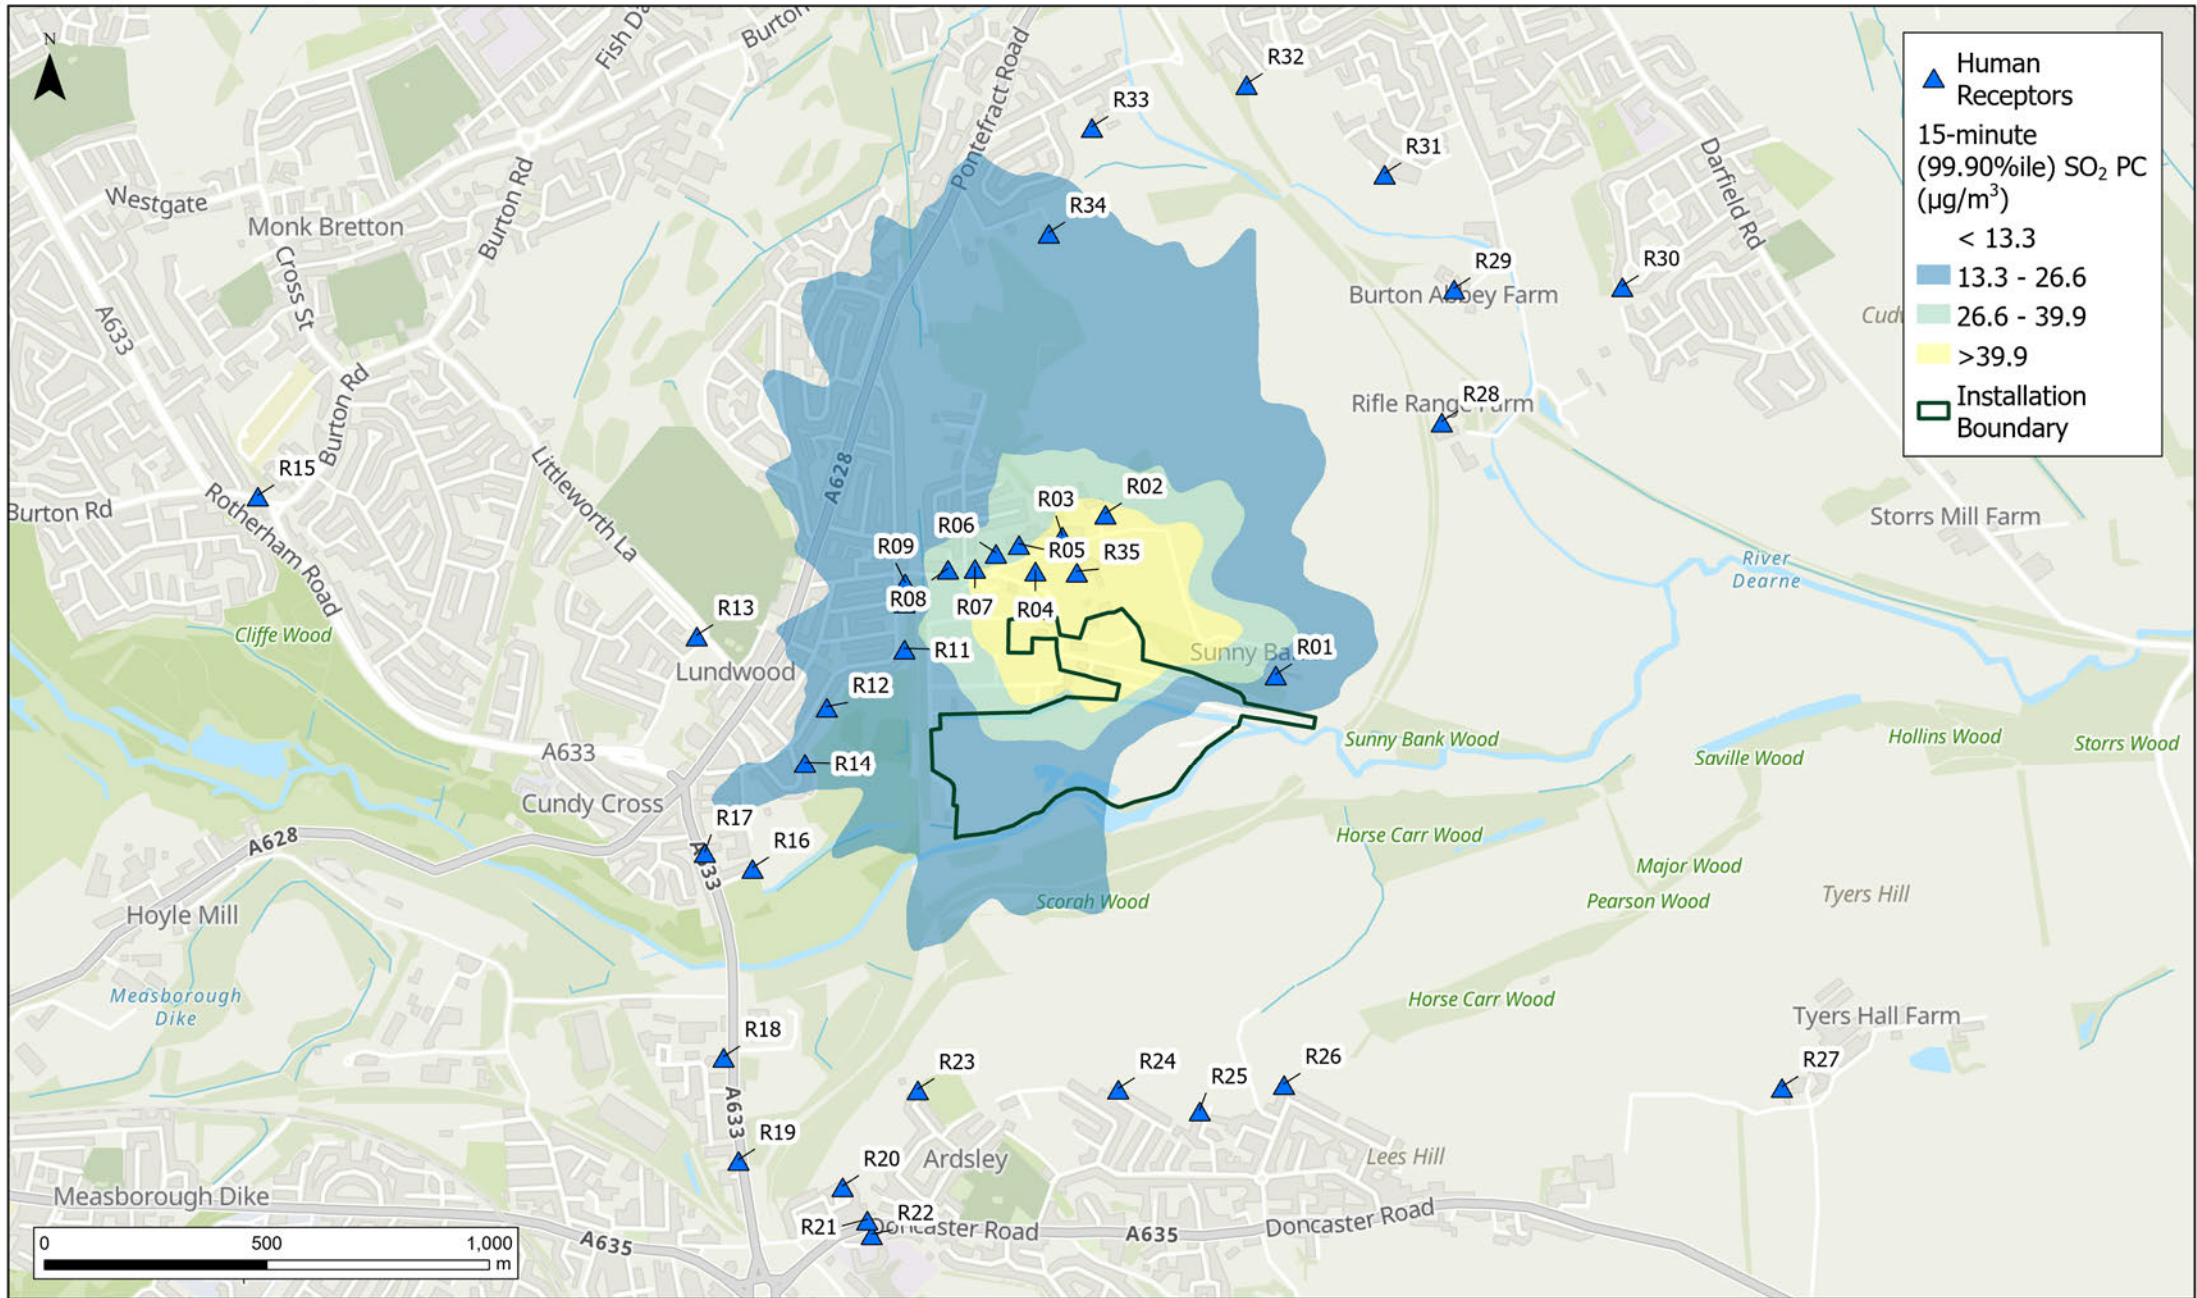 N
Fish Da
Burton
Pontefract Road
R32
R33
R31
Human
Receptors
15-minute
(99.90%ile) SO₂ PC
(µg/m³)
< 13.3
13.3 - 26.6
26.6 - 39.9
>39.9
Installation
Boundary
Westgate
Monk Bretton
Cross St
Burton Rd
R34
Darfield Rd
R29
Burton Abbey Farm
R30
A633
Cudw
Burton Rd
R28
Rifle Range Farm
R15
Burton Rd
Rotherham Road
Littleworth La
A628
R03
R02
R06
R05
R35
R09
R08
R07
R04
Storrs Mill Farm
River
Dearne
Cliffe Wood
R13
Lundwood
R11
Sunny Ba
R01
R12
R14
A633
Cundy Cross
Sunny Bank Wood
Saville Wood
Hollins Wood
Storrs Wood
R17
R16
A628
A633
Horse Carr Wood
Major Wood
Pearson Wood
Tyers Hill
Hoyle Mill
Scorah Wood
Measborough
Dike
Horse Carr Wood
Tyers Hall Farm
R18
R23
R24
R25
R26
R27
A633
R19
R20
Ardsley
Lees Hill
Measborough Dike
R21
R22
Doncaster Road
A635
Doncaster Road
A635
0
500
1,000
m